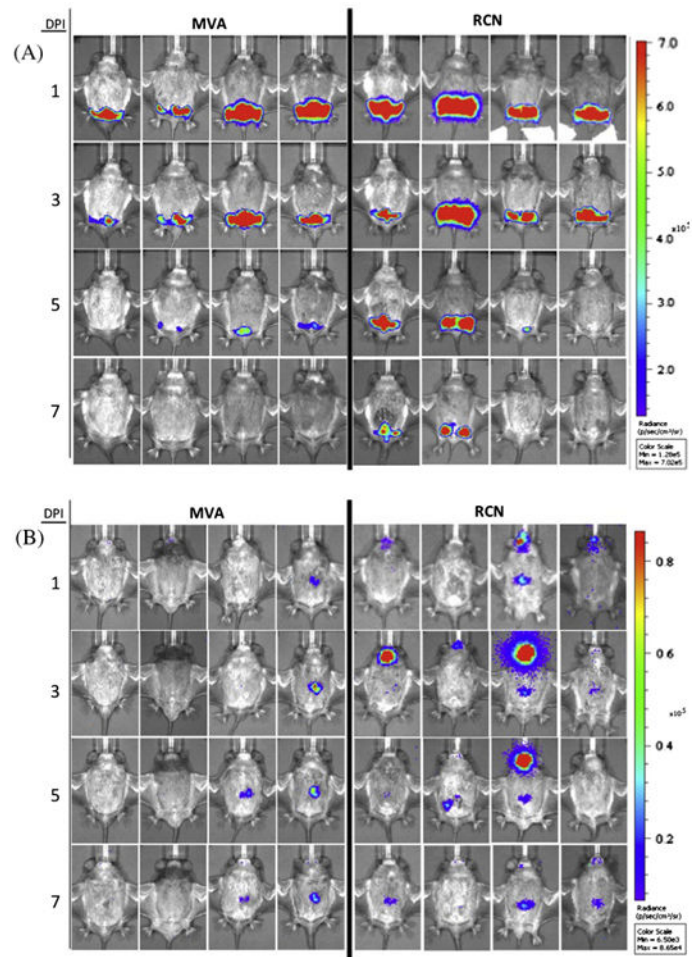 DPI MVA RCN
(A)
1
3
5
7
7.0
6.0
4.0
3.0
2.0
Radiance
(p/sec/cm²/sr)
Color Scale
Min = 1.28e5
Max = 7.02e5
DPI MVA RCN
(B)
1
3
5
7
0.8
0.6
x10⁵
0.4
0.2
Radiance
(p/sec/cm²/sr)
Color Scale
Min = 6.50e3
Max = 8.65e4